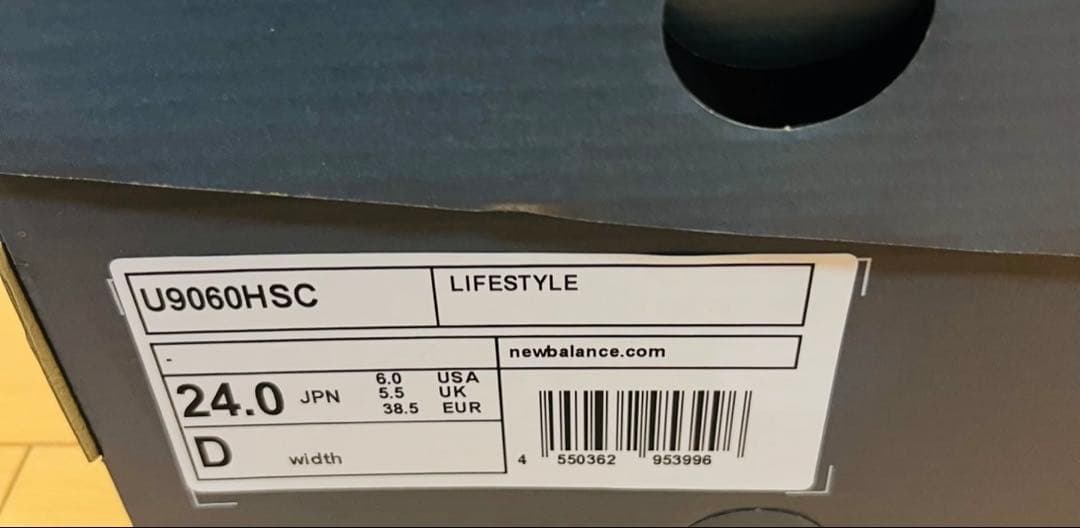 U9060HSC
LIFESTYLE
-
newbalance.com
24.0 JPN
6.0 USA
5.5 UK
38.5 EUR
D width
4 550362 953996